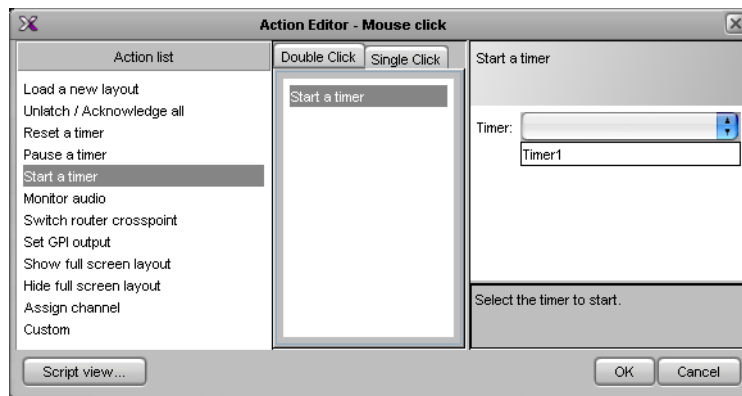 Action Editor - Mouse click
Action list
Load a new layout
Unlatch / Acknowledge all
Reset a timer
Pause a timer
Start a timer
Monitor audio
Switch router crosspoint
Set GPI output
Show full screen layout
Hide full screen layout
Assign channel
Custom
Double Click
Single Click
Start a timer
Start a timer
Timer:
Timer1
Select the timer to start.
Script view...
OK
Cancel